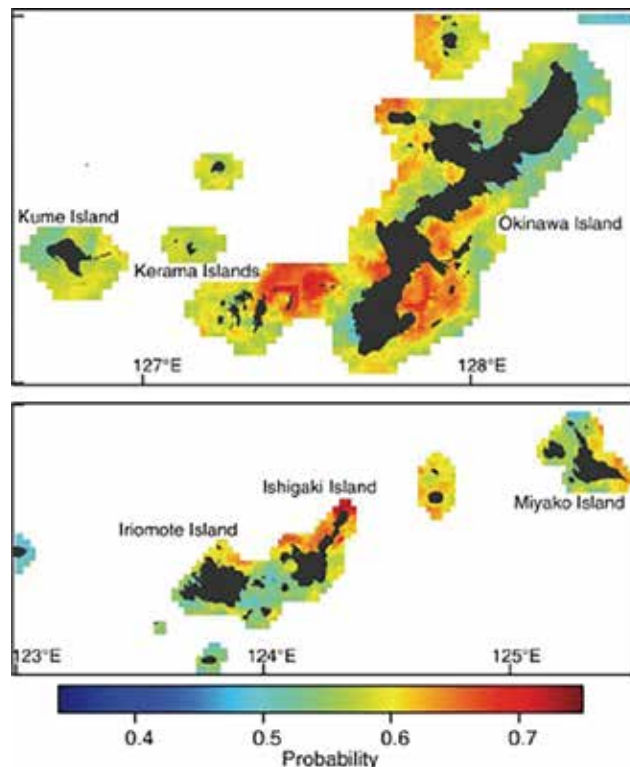 Kume Island
Kerama Islands
Okinawa Island
127°E 128°E
Ishigaki Island
Miyako Island
Iriomote Island
123°E 124°E 125°E
0.4 0.5 0.6 0.7
Probability